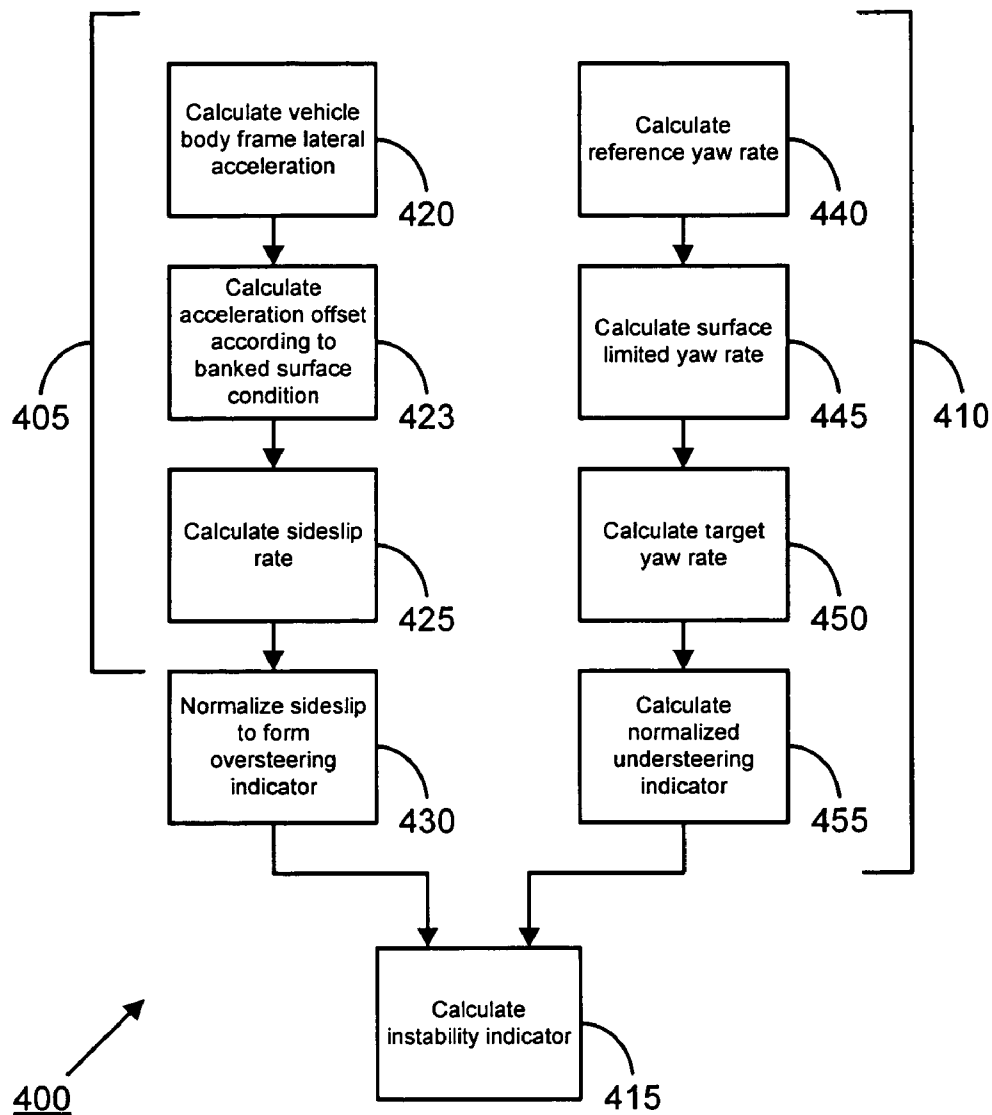 Calculate vehicle
body frame lateral
acceleration
420
Calculate
acceleration offset
according to
banked surface
condition
423
405
Calculate sideslip
rate
425
Normalize sideslip
to form
oversteering
indicator
430
Calculate
reference yaw rate
440
Calculate surface
limited yaw rate
445
410
Calculate target
yaw rate
450
Calculate
normalized
understeering
indicator
455
Calculate
instability indicator
415
400